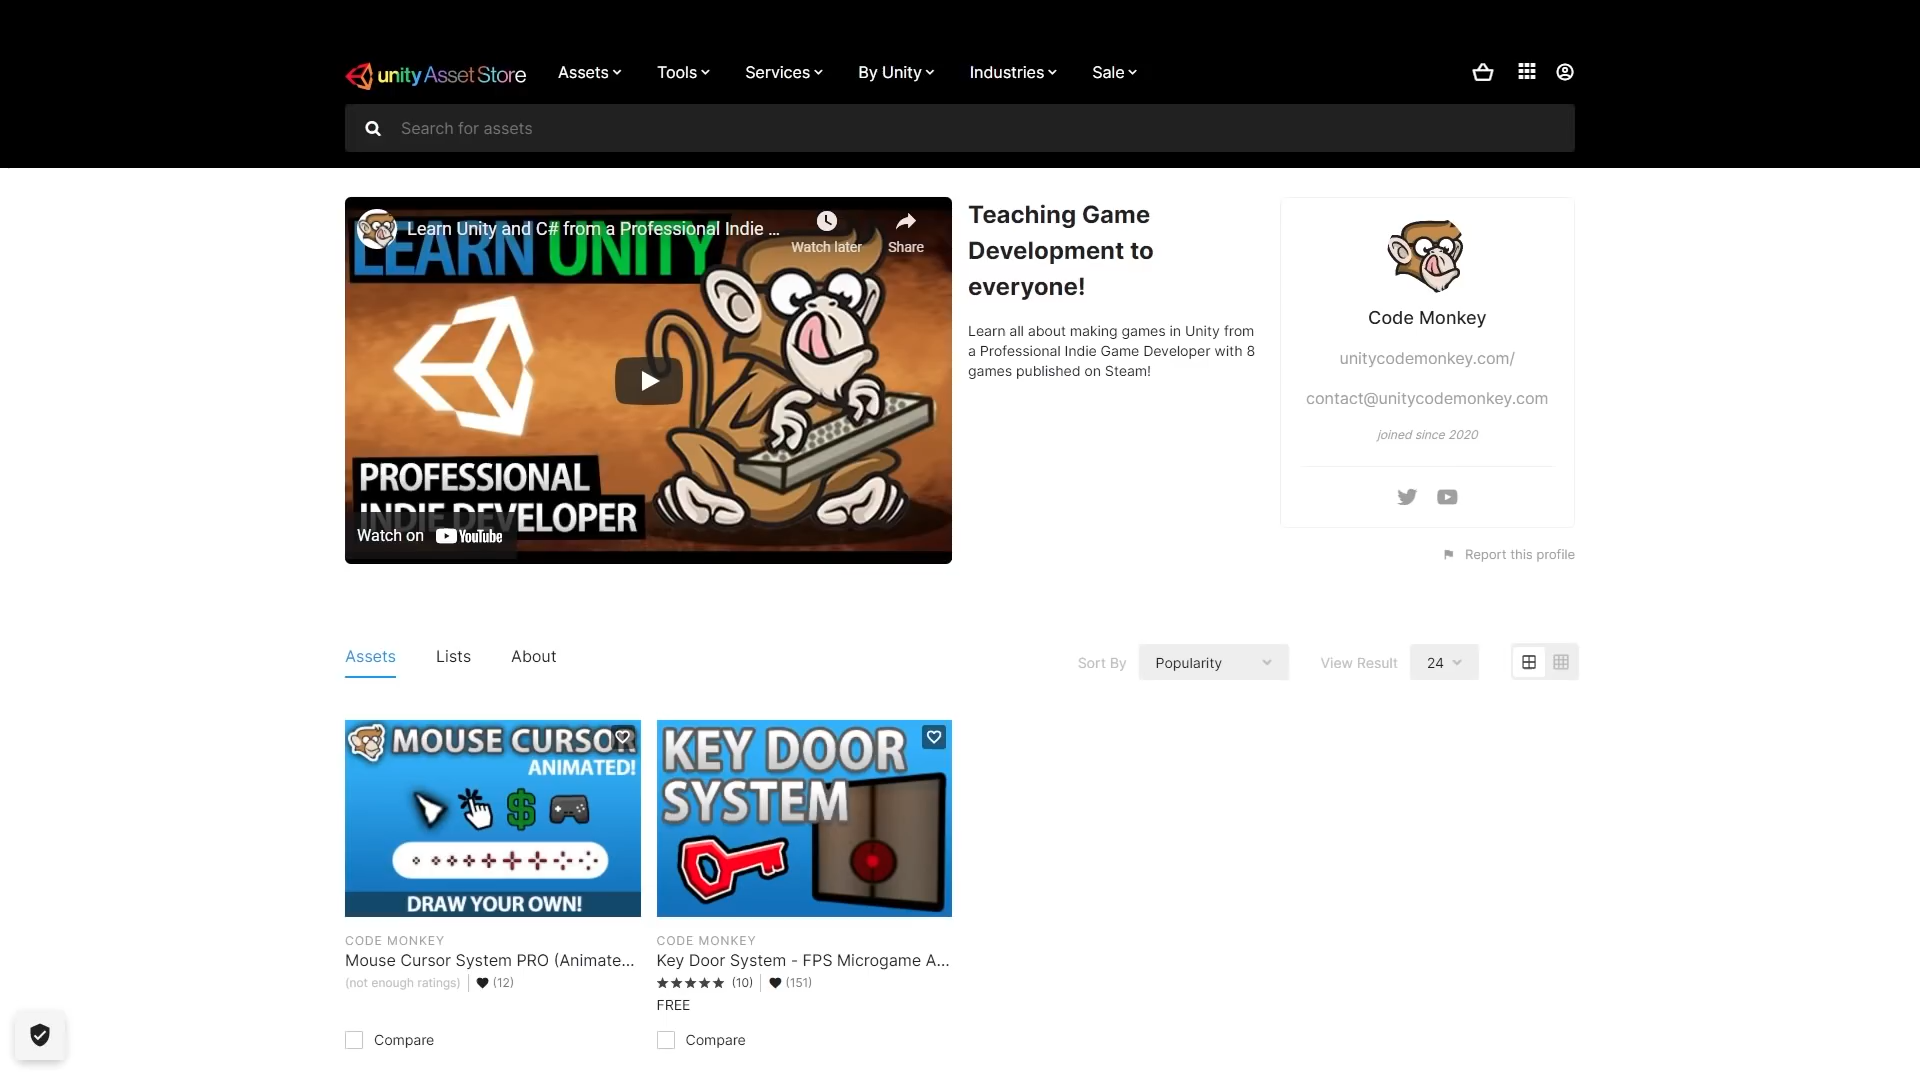 unity Asset Store
Assets
Tools
Services
By Unity
Industries
Sale
Search for assets
Learn Unity and C# from a Professional Indie ...
Watch later
Share
LEARN UNITY
PROFESSIONAL
INDIE DEVELOPER
Watch on YouTube
Teaching Game
Development to
everyone!
Learn all about making games in Unity from
a Professional Indie Game Developer with 8
games published on Steam!
Code Monkey
unitycodemonkey.com/
contact@unitycodemonkey.com
joined since 2020
Report this profile
Assets
Lists
About
Sort By
Popularity
View Result
24
MOUSE CURSOR
ANIMATED!
DRAW YOUR OWN!
CODE MONKEY
Mouse Cursor System PRO (Animate...
(not enough ratings)
(12)
Compare
KEY DOOR
SYSTEM
CODE MONKEY
Key Door System - FPS Microgame A...
(10)
(151)
FREE
Compare